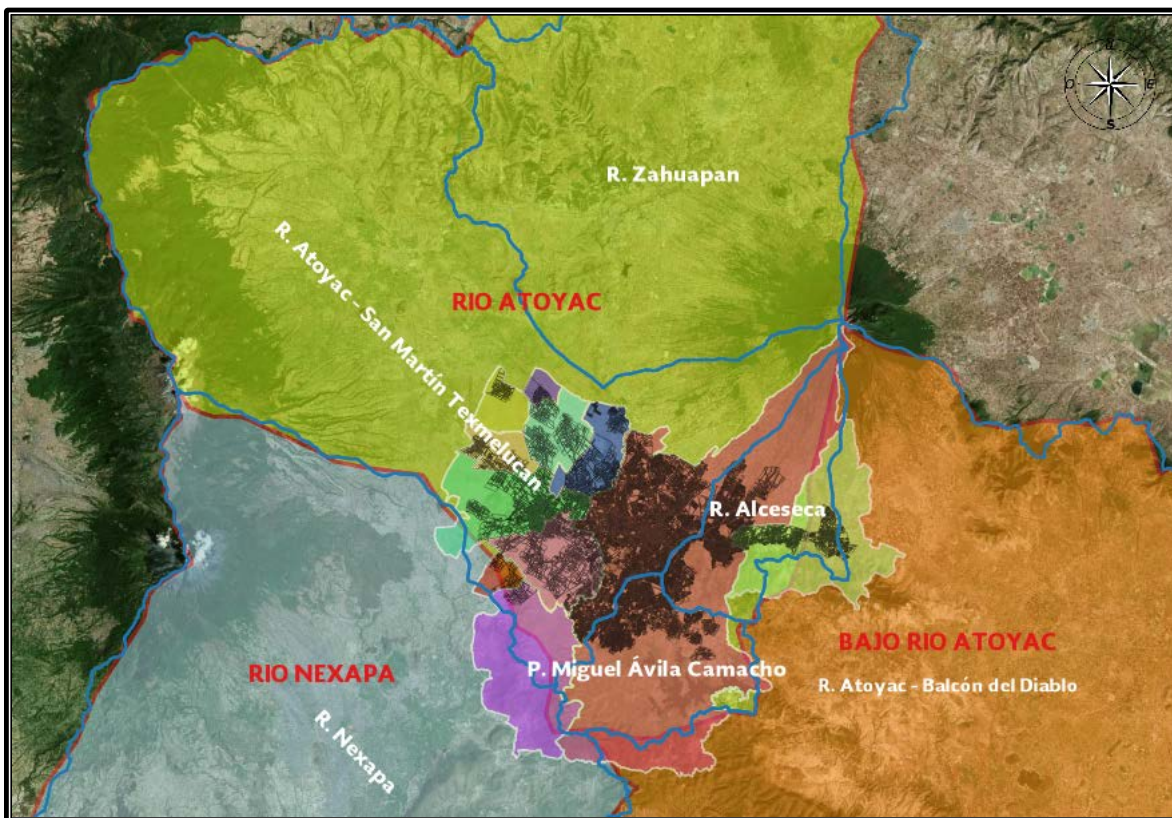 R. Zahuapan
R. Atoyac - San Martín Texmelucan
RIO ATOYAC
R. Alceseca
BAJO RIO ATOYAC
P. Miguel Ávila Camacho
RIO NEXAPA
R. Atoyac - Balcón del Diablo
R. Nexapa
O
E
S